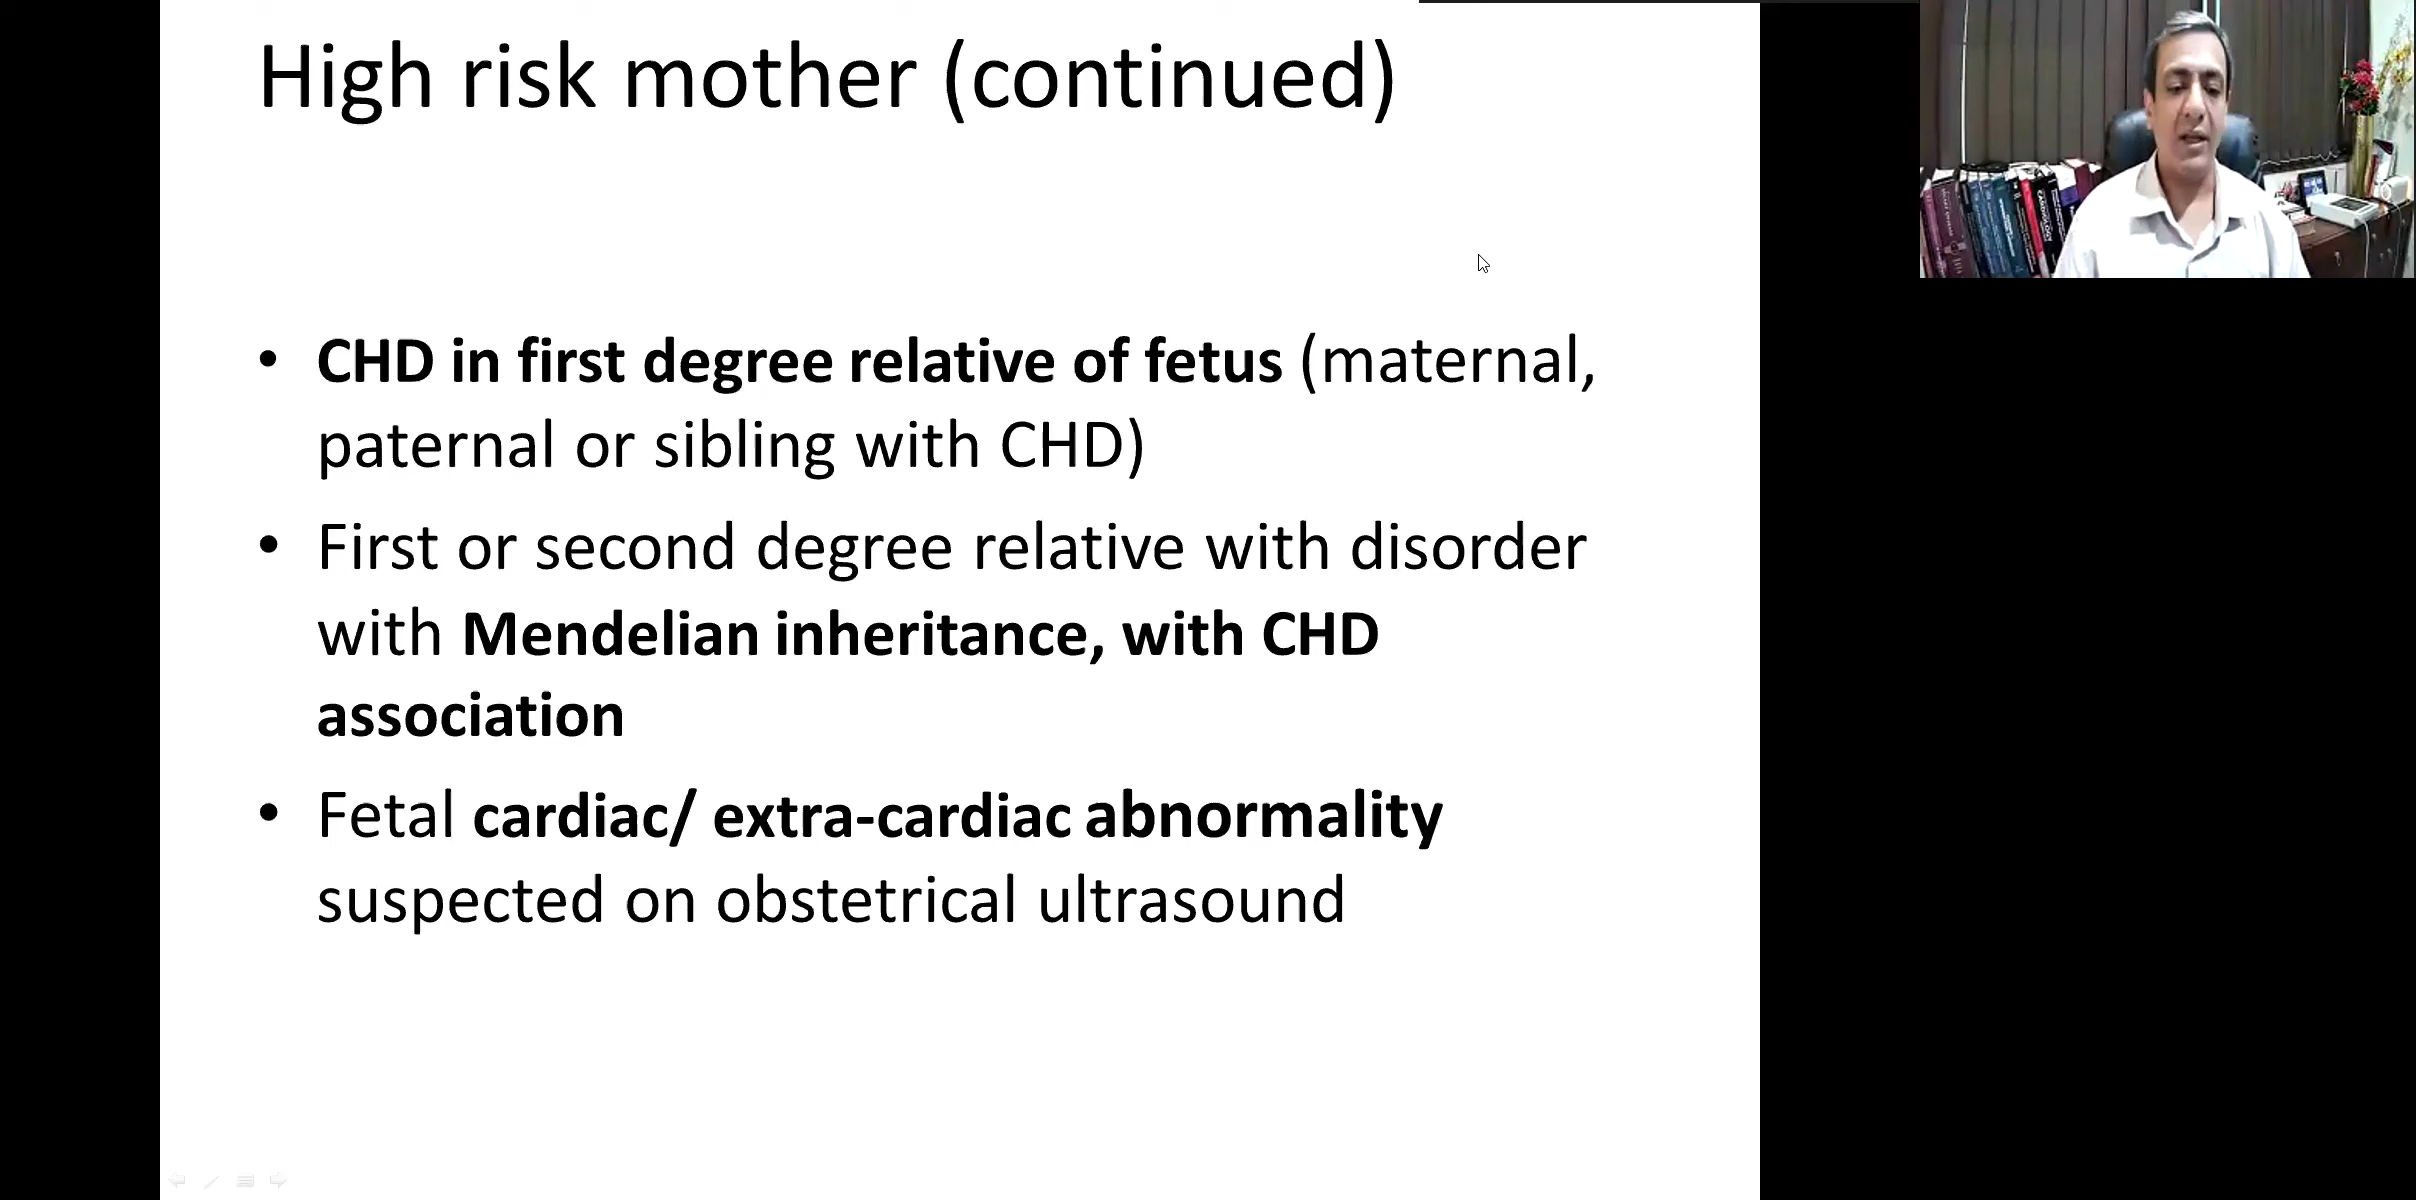 High risk mother (continued)
• CHD in first degree relative of fetus (maternal,
paternal or sibling with CHD)
• First or second degree relative with disorder
with Mendelian inheritance, with CHD
association
• Fetal cardiac/ extra-cardiac abnormality
suspected on obstetrical ultrasound